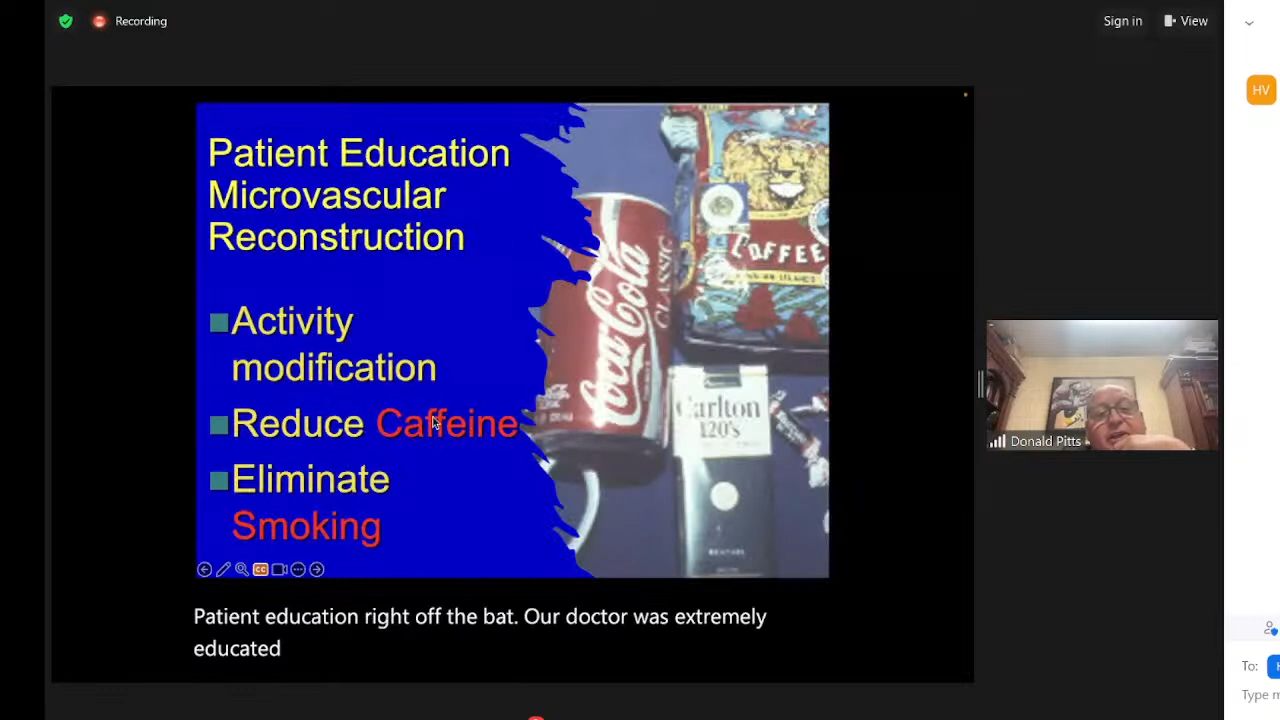 Recording
Sign in
View
HV
Patient Education
Microvascular
Reconstruction
Activity
modification
Reduce Caffeine
Eliminate
Smoking
Coca-Cola
CLASSIC
COFFEE
Carlton
120's
CC
Donald Pitts
Patient education right off the bat. Our doctor was extremely
educated
To: